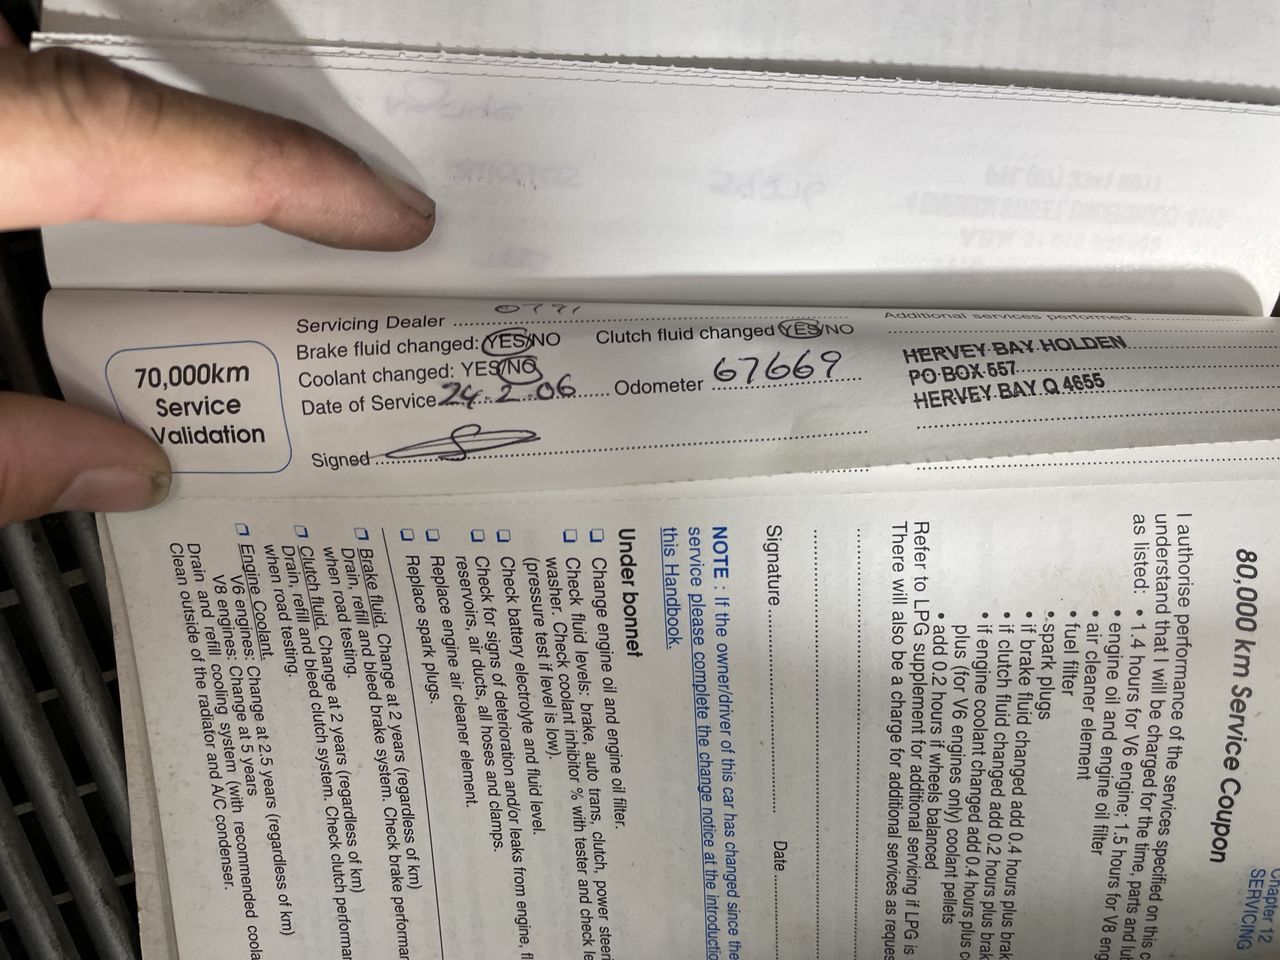 70,000km
Service
Validation
Servicing Dealer 0791
Brake fluid changed: YES/NO
Clutch fluid changed YES/NO
Coolant changed: YES/NO
Date of Service 24.2.06
Odometer 67669
Signed
Additional services performed
HERVEY BAY HOLDEN
PO BOX 557
HERVEY BAY Q 4655
Chapter 12
SERVICING
80,000 km Service Coupon
I authorise performance of the services specified on this
understand that I will be charged for the time, parts and
as listed: • 1.4 hours for V6 engine; 1.5 hours for V8
• engine oil and engine oil filter
• air cleaner element
• fuel filter
• spark plugs
• if brake fluid changed add 0.4 hours plus
• if clutch fluid changed add 0.2 hours plus
• if engine coolant changed add 0.4 hours plus
plus (for V6 engines only) coolant pellets
• add 0.2 hours if wheels balanced
Refer to LPG supplement for additional servicing if LPG is
There will also be a charge for additional services as
Signature
Date
NOTE : If the owner/driver of this car has changed since the
service please complete the change notice at the
this Handbook.
Under bonnet
❑ Change engine oil and engine oil filter.
❑ Check fluid levels: brake, auto trans, clutch, power
washer. Check coolant inhibitor % with tester and check
(pressure test if level is low).
❑ Check battery electrolyte and fluid level.
❑ Check for signs of deterioration and/or leaks from engine,
reservoirs, air ducts, all hoses and clamps.
❑ Replace engine air cleaner element.
❑ Replace spark plugs.
❑ Brake fluid. Change at 2 years (regardless of km)
Drain, refill and bleed brake system. Check brake
when road testing.
❑ Clutch fluid. Change at 2 years (regardless of km)
Drain, refill and bleed clutch system. Check clutch
when road testing.
❑ Engine Coolant.
V6 engines: Change at 2.5 years (regardless of km)
V8 engines: Change at 5 years
Drain and refill cooling system (with recommended
Clean outside of the radiator and A/C condenser.